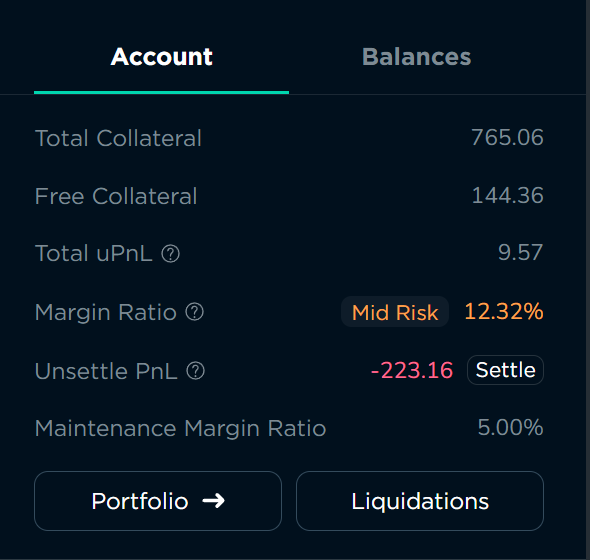 Account Balances
Total Collateral 765.06
Free Collateral 144.36
Total uPnL ? 9.57
Margin Ratio ? Mid Risk 12.32%
Unsettle PnL ? -223.16 Settle
Maintenance Margin Ratio 5.00%
Portfolio → Liquidations